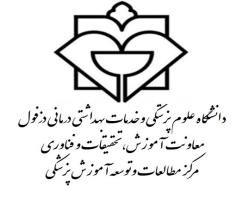 دانشگاه علوم پزشکی و خدمات بهداشتی درمانی دزفول
معاونت آموزش، تحقیقات و فناوری
مرکز مطالعات و توسعه آموزش پزشکی